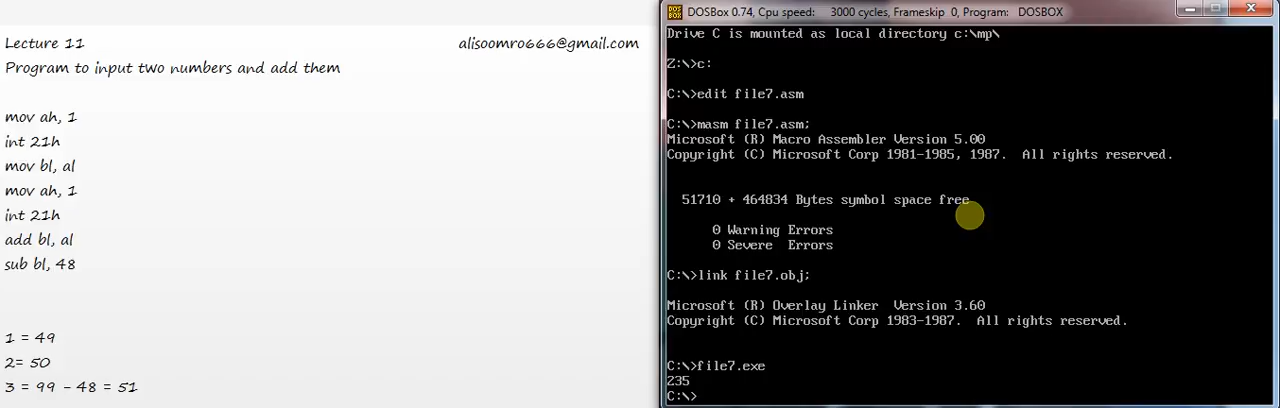 Lecture 11
alisoomro666@gmail.com
Program to input two numbers and add them
mov ah, 1
int 21h
mov bl, al
mov ah, 1
int 21h
add bl, al
sub bl, 48
1 = 49
2= 50
3 = 99 - 48 = 51
DOS BOX
DOSBox 0.74, Cpu speed: 3000 cycles, Frameskip 0, Program: DOSBOX
Drive C is mounted as local directory c:\mp\
Z:\>c:
C:\>edit file7.asm
C:\>masm file7.asm;
Microsoft (R) Macro Assembler Version 5.00
Copyright (C) Microsoft Corp 1981-1985, 1987. All rights reserved.
51710 + 464834 Bytes symbol space free
0 Warning Errors
0 Severe Errors
C:\>link file7.obj;
Microsoft (R) Overlay Linker Version 3.60
Copyright (C) Microsoft Corp 1983-1987. All rights reserved.
C:\>file7.exe
235
C:\>